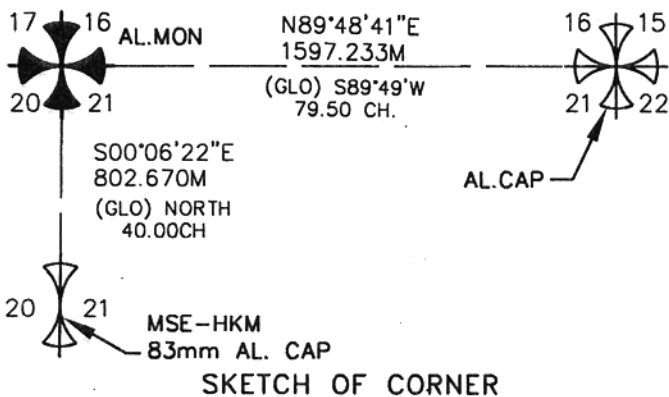 17 16
AL.MON
20 21
N89°48'41"E
1597.233M
(GLO) S89°49'W
79.50 CH.
16 15
21 22
AL.CAP
S00°06'22"E
802.670M
(GLO) NORTH
40.00CH
20 21
MSE-HKM
83mm AL. CAP
SKETCH OF CORNER